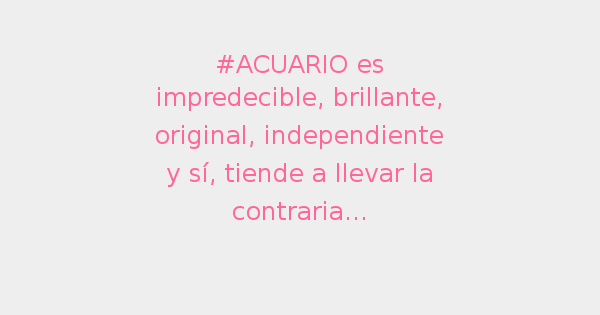 #ACUARIO es
impredecible, brillante,
original, independiente
y sí, tiende a llevar la
contraria...